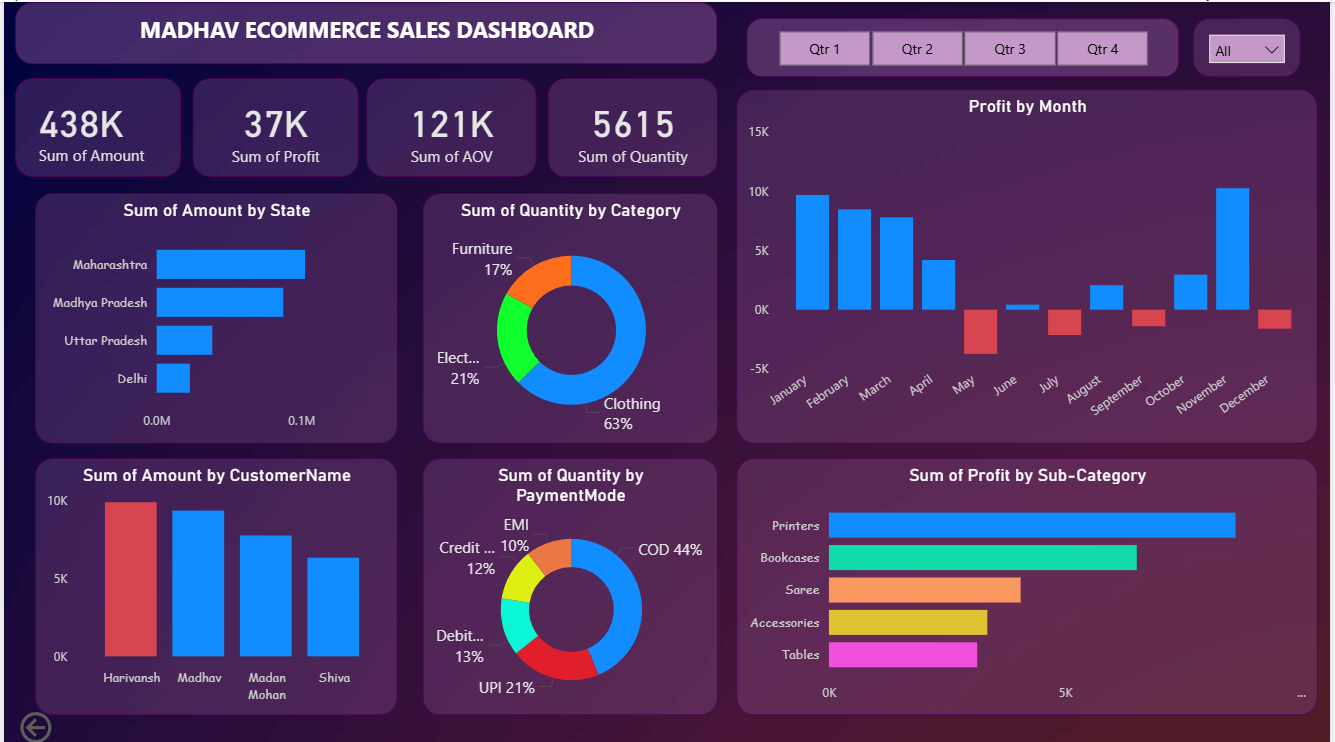 MADHAV ECOMMERCE SALES DASHBOARD
Qtr 1
Qtr 2
Qtr 3
Qtr 4
All
438K
Sum of Amount
37K
Sum of Profit
121K
Sum of AOV
5615
Sum of Quantity
Profit by Month
15K
10K
5K
0K
-5K
January
February
March
April
May
June
July
August
September
October
November
December
Sum of Amount by State
Maharashtra
Madhya Pradesh
Uttar Pradesh
Delhi
0.0M
0.1M
Sum of Quantity by Category
Furniture
17%
Elect...
21%
Clothing
63%
Sum of Amount by CustomerName
10K
5K
0K
Harivansh
Madhav
Madan
Mohan
Shiva
Sum of Quantity by
PaymentMode
EMI
10%
Credit ...
12%
Debit...
13%
UPI 21%
COD 44%
Sum of Profit by Sub-Category
Printers
Bookcases
Saree
Accessories
Tables
0K
5K
...